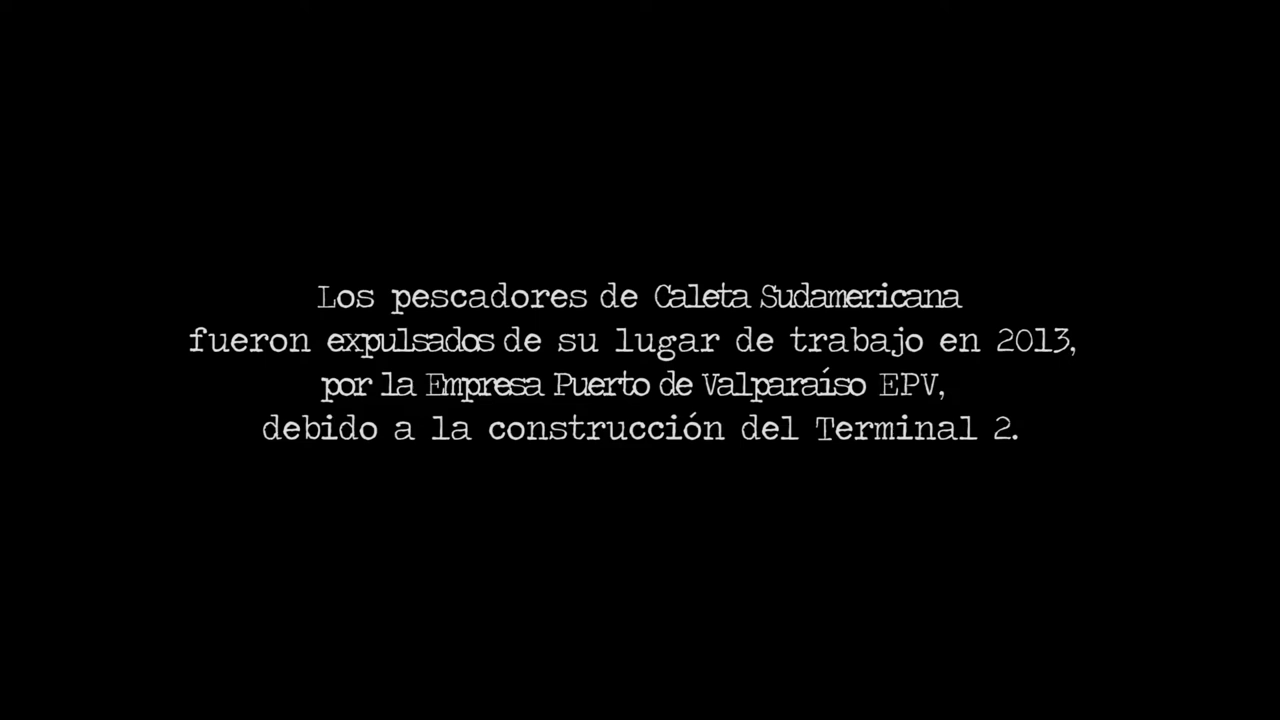 Los pescadores de Caleta Sudamericana
fueron expulsados de su lugar de trabajo en 2013,
por la Empresa Puerto de Valparaíso EPV,
debido a la construcción del Terminal 2.